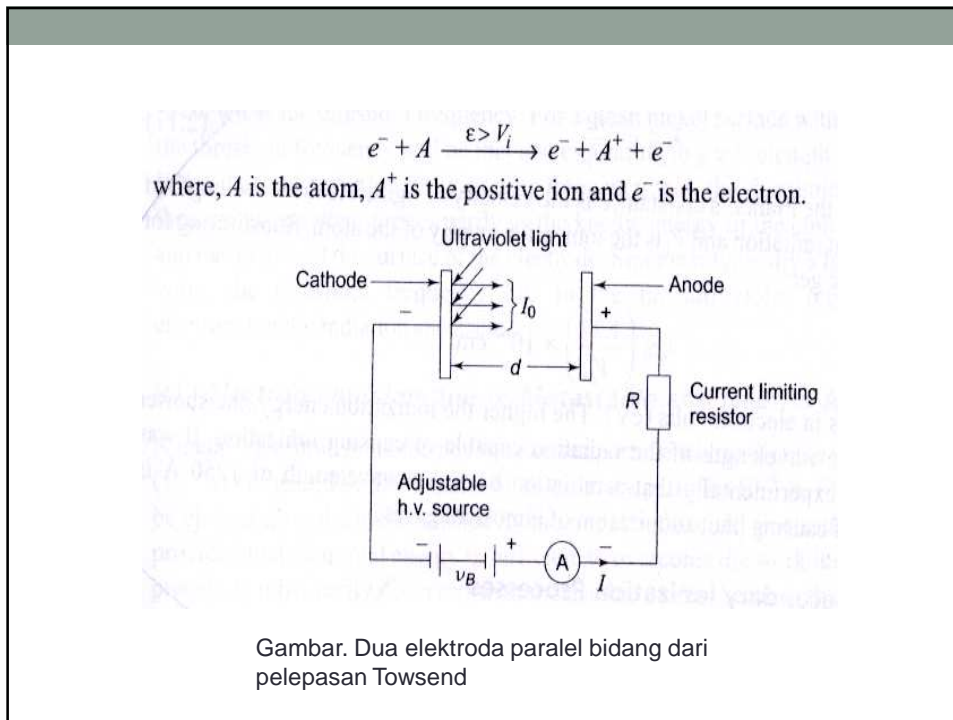 e⁻ + A —ε > Vᵢ→ e⁻ + A⁺ + e⁻
where, A is the atom, A⁺ is the positive ion and e⁻ is the electron.
Ultraviolet light
Cathode
Anode
I₀
−
+
d
R
Current limiting
resistor
Adjustable
h.v. source
−
+
−
νB
A
I
Gambar. Dua elektroda paralel bidang dari
pelepasan Towsend